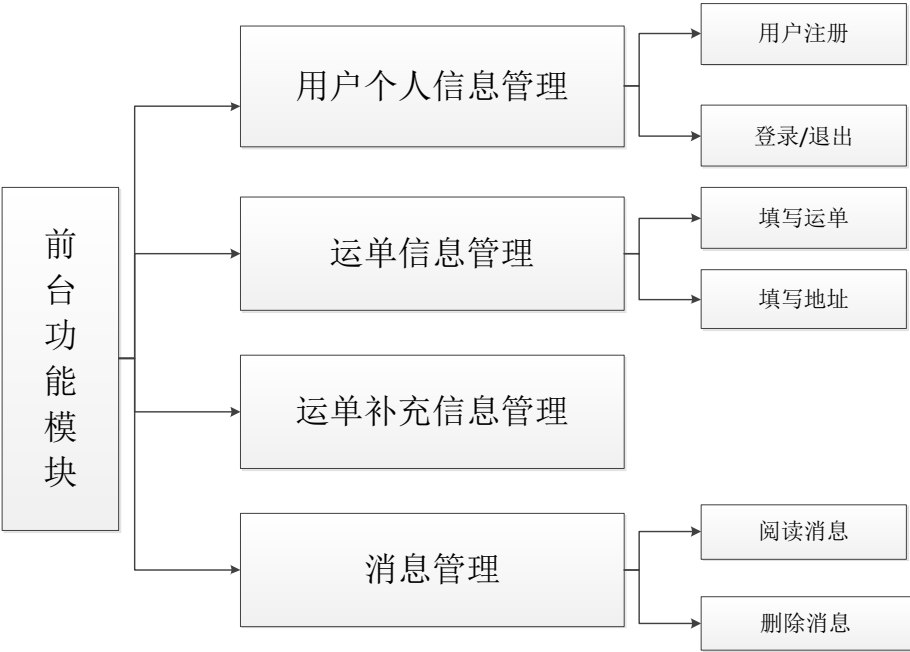 前台功能模块
用户个人信息管理
用户注册
登录/退出
运单信息管理
填写运单
填写地址
运单补充信息管理
消息管理
阅读消息
删除消息